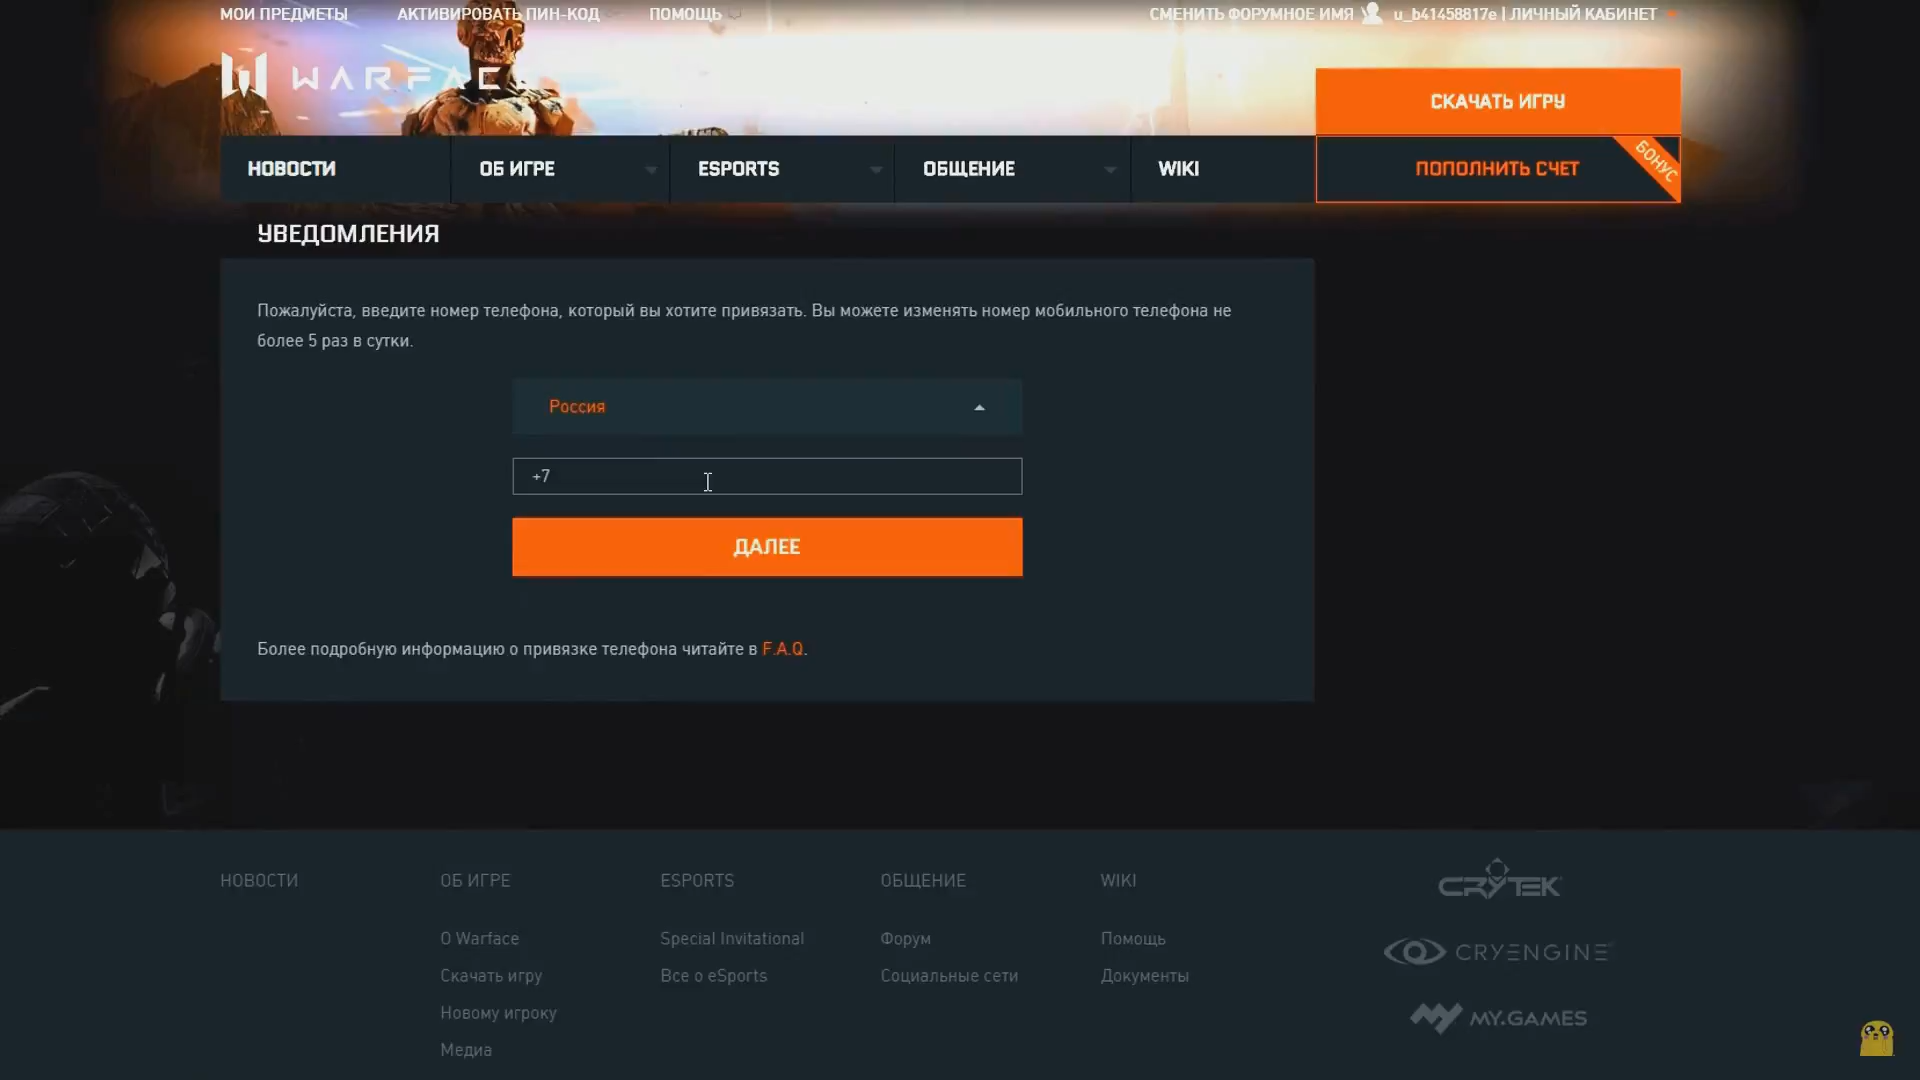 МОИ ПРЕДМЕТЫ АКТИВИРОВАТЬ ПИН-КОД ПОМОЩЬ СМЕНИТЬ ФОРУМНОЕ ИМЯ u_b41458817e | ЛИЧНЫЙ КАБИНЕТ
WARFACE
СКАЧАТЬ ИГРУ
НОВОСТИ ОБ ИГРЕ ESPORTS ОБЩЕНИЕ WIKI ПОПОЛНИТЬ СЧЕТ БОНУС
УВЕДОМЛЕНИЯ
Пожалуйста, введите номер телефона, который вы хотите привязать. Вы можете изменять номер мобильного телефона не
более 5 раз в сутки.
Россия
+7
ДАЛЕЕ
Более подробную информацию о привязке телефона читайте в F.A.Q.
НОВОСТИ ОБ ИГРЕ ESPORTS ОБЩЕНИЕ WIKI CRYTEK
О Warface Special Invitational Форум Помощь CRYENGINE
Скачать игру Все о eSports Социальные сети Документы
Новому игроку MY.GAMES
Медиа